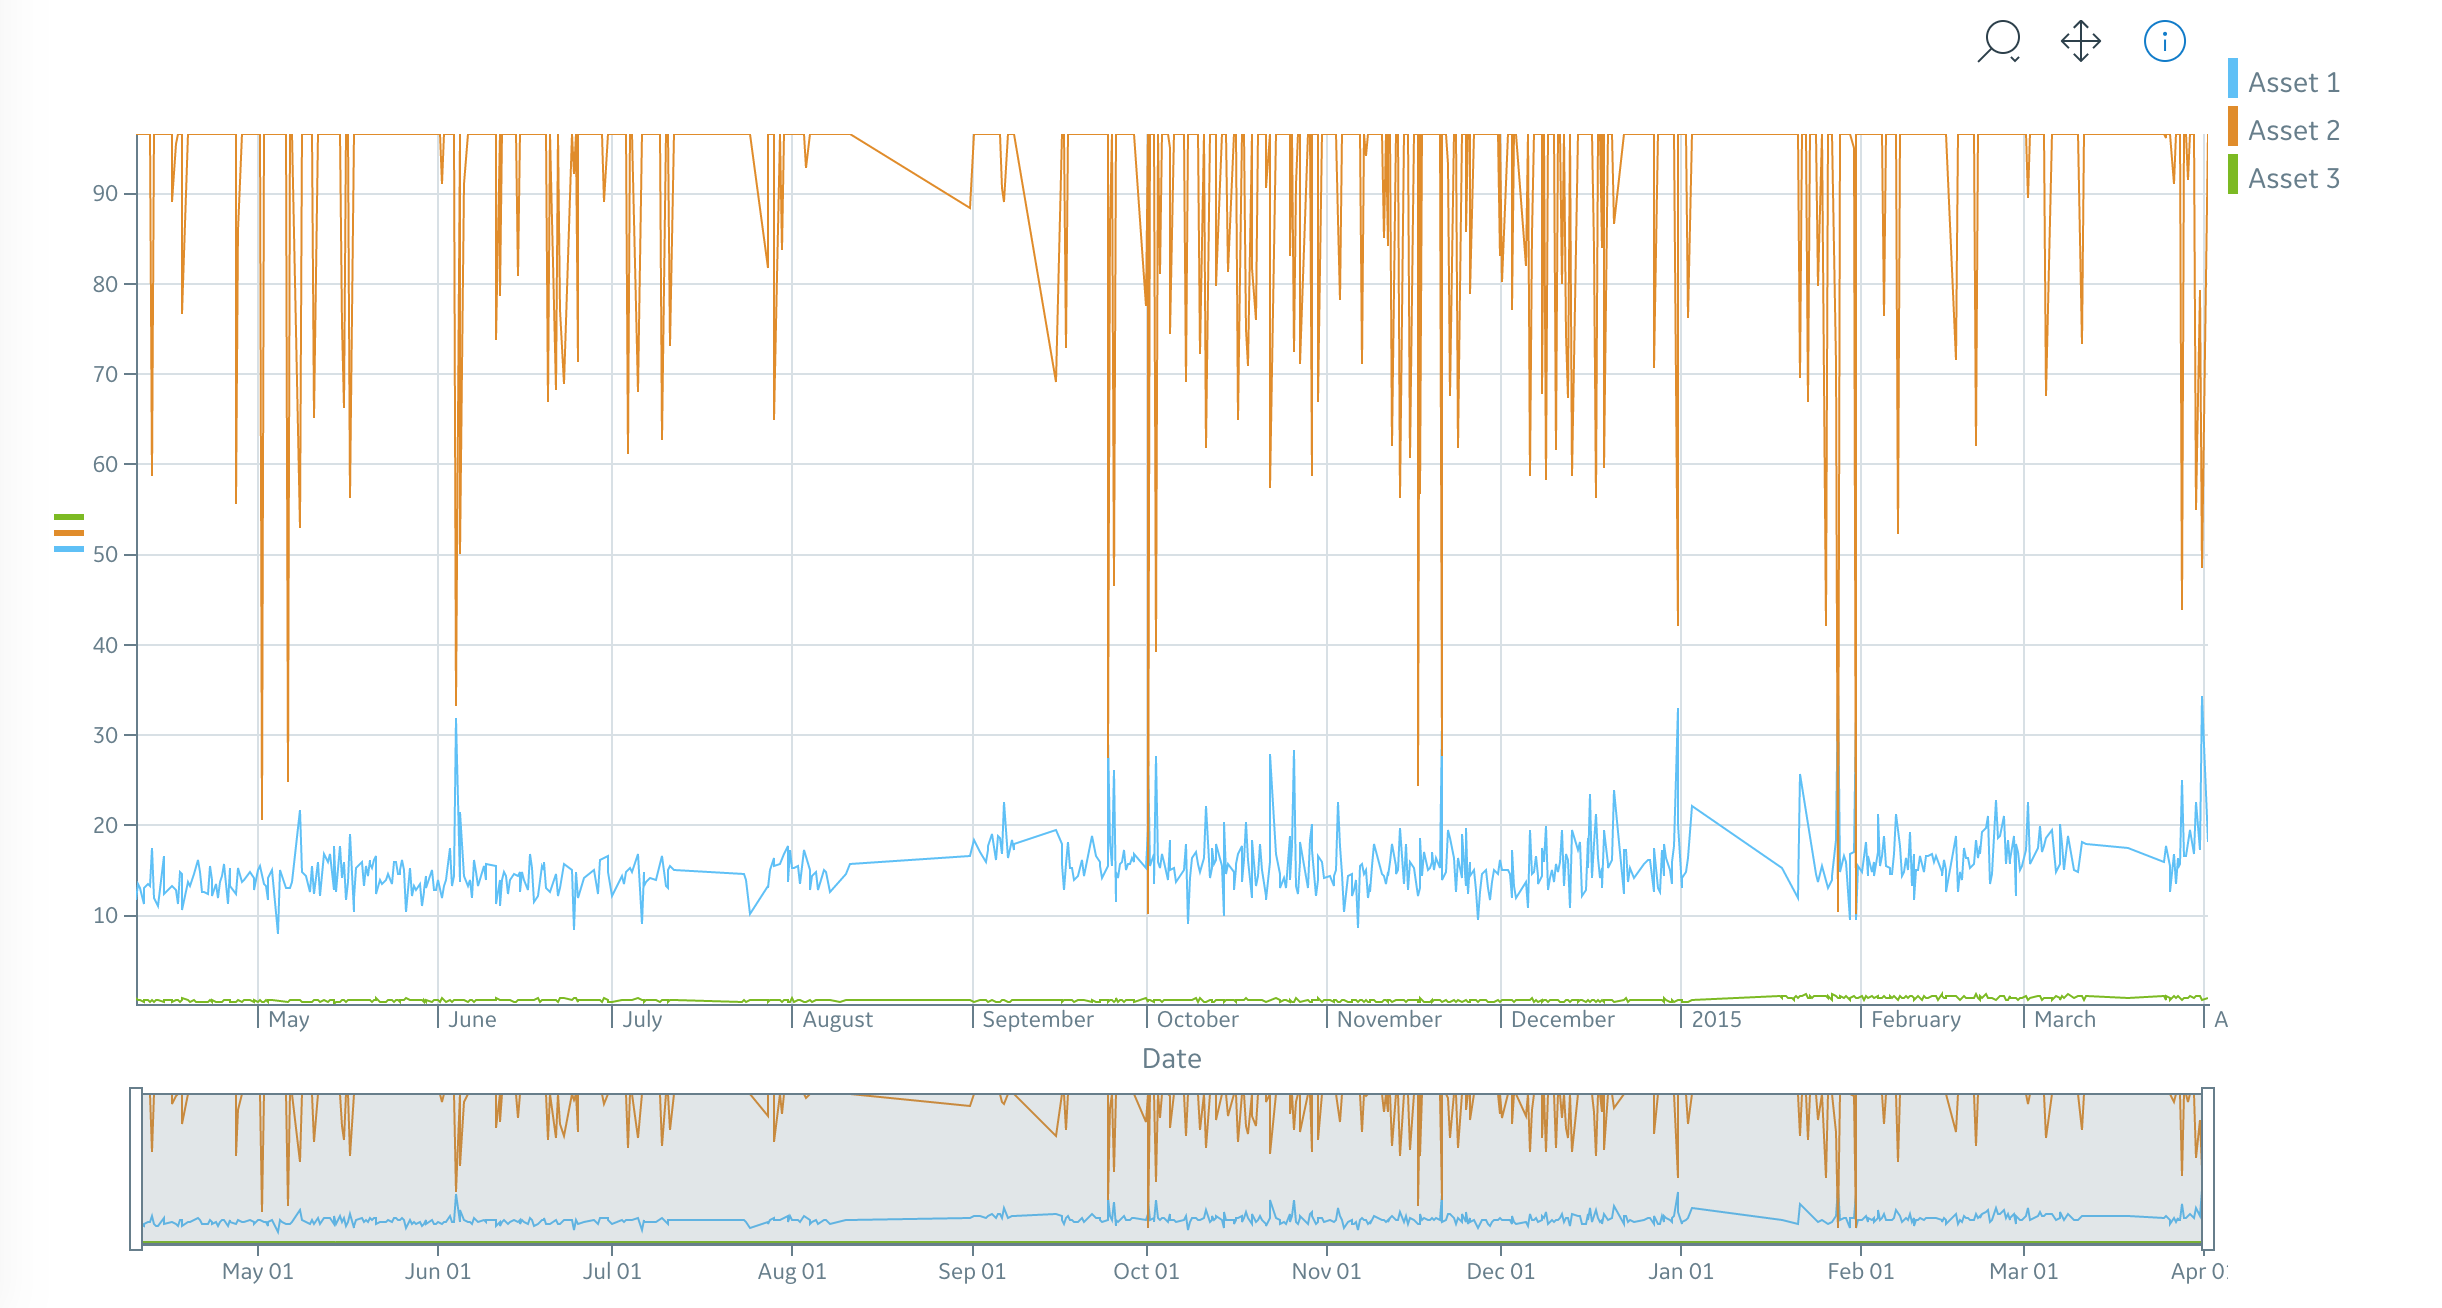 Asset 1
Asset 2
Asset 3
90
80
70
60
50
40
30
20
10
May June July August September October November December 2015 February March A
Date
May 01 Jun 01 Jul 01 Aug 01 Sep 01 Oct 01 Nov 01 Dec 01 Jan 01 Feb 01 Mar 01 Apr 0